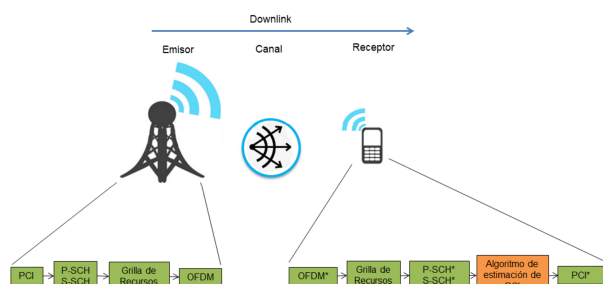 Downlink
Emisor
Canal
Receptor
PCI
P-SCH
S-SCH
Grilla de
Recursos
OFDM
OFDM*
Grilla de
Recursos
P-SCH*
S-SCH*
Algoritmo de
estimación de
PCI*